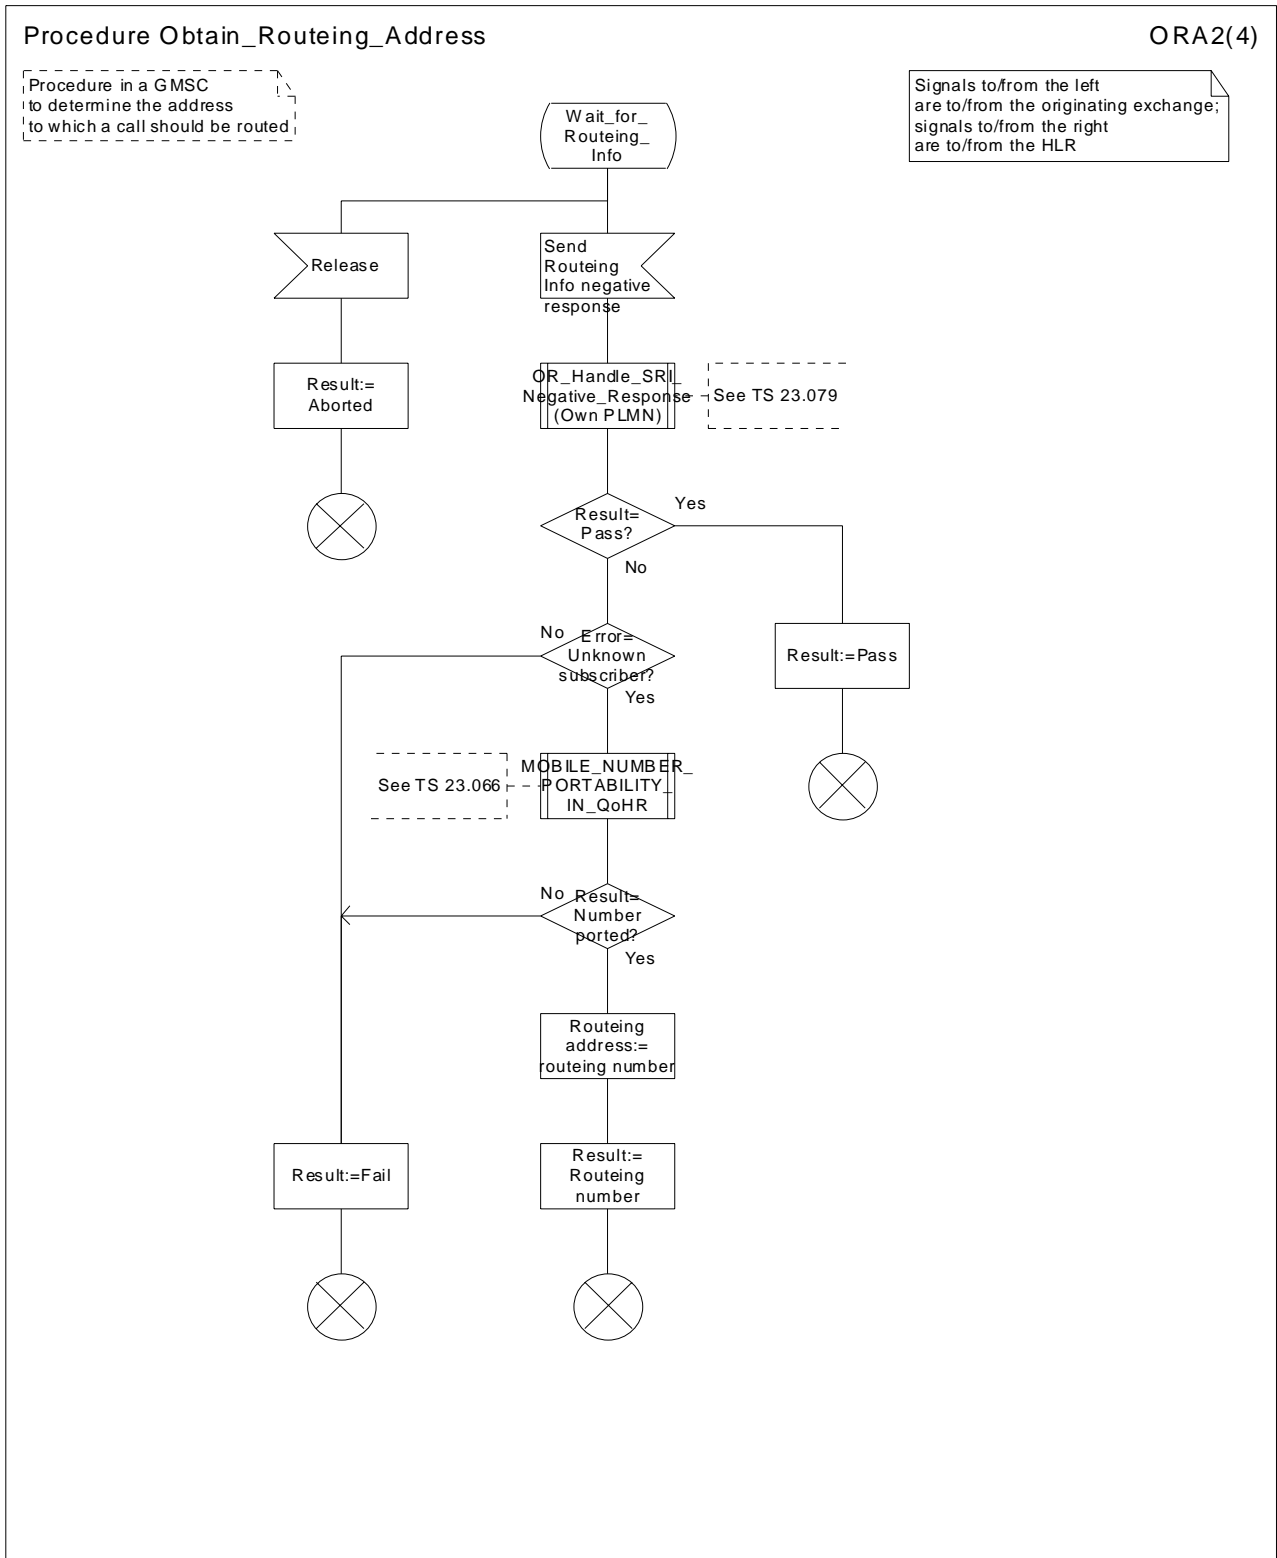 Procedure Obtain_Routeing_Address
ORA2(4)
Procedure in a GMSC
to determine the address
to which a call should be routed
Signals to/from the left
are to/from the originating exchange;
signals to/from the right
are to/from the HLR
Wait_for_
Routeing_
Info
Release
Send
Routeing
Info negative
response
Result:=
Aborted
OR_Handle_SRI_
Negative_Response
(Own PLMN)
See TS 23.079
Result=
Pass?
Yes
No
No
Error=
Unknown
subscriber?
Yes
Result:=Pass
See TS 23.066
MOBILE_NUMBER_
PORTABILITY_
IN_QoHR
No
Result=
Number
ported?
Yes
Routeing
address:=
routeing number
Result:=Fail
Result:=
Routeing
number